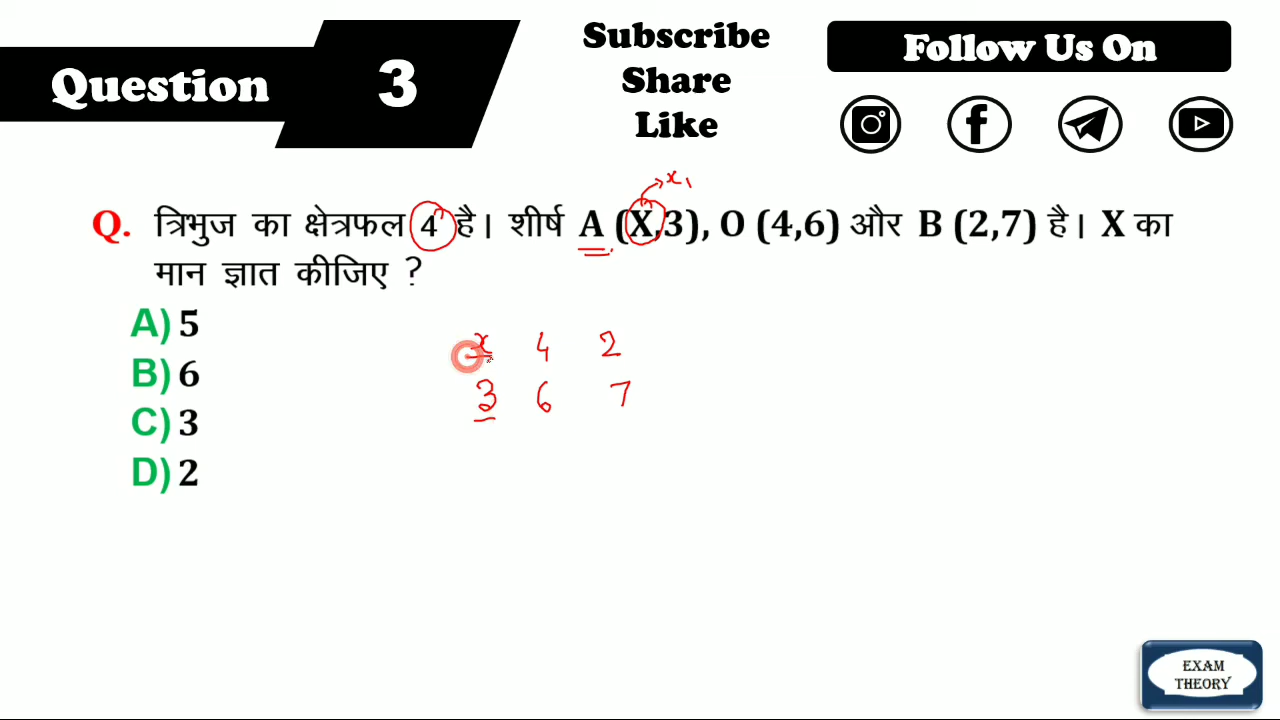 Question 3
Subscribe
Share
Like
Follow Us On
x₁
Q. त्रिभुज का क्षेत्रफल 4 है। शीर्ष A (X,3), O (4,6) और B (2,7) है। X का
मान ज्ञात कीजिए ?
A) 5
B) 6
C) 3
D) 2
x 4 2
3 6 7
EXAM
THEORY